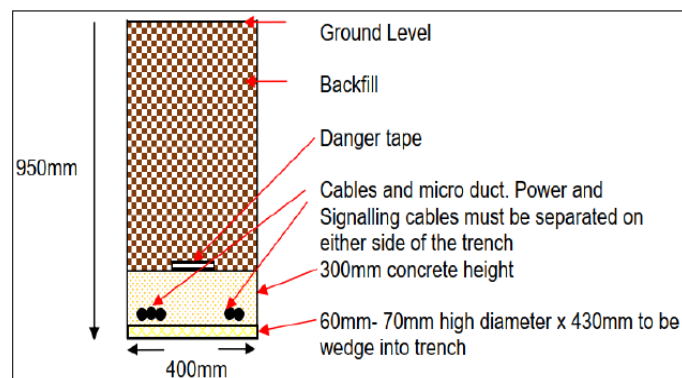 Ground Level
Backfill
Danger tape
950mm
Cables and micro duct. Power and
Signalling cables must be separated on
either side of the trench
300mm concrete height
60mm- 70mm high diameter x 430mm to be
wedge into trench
400mm